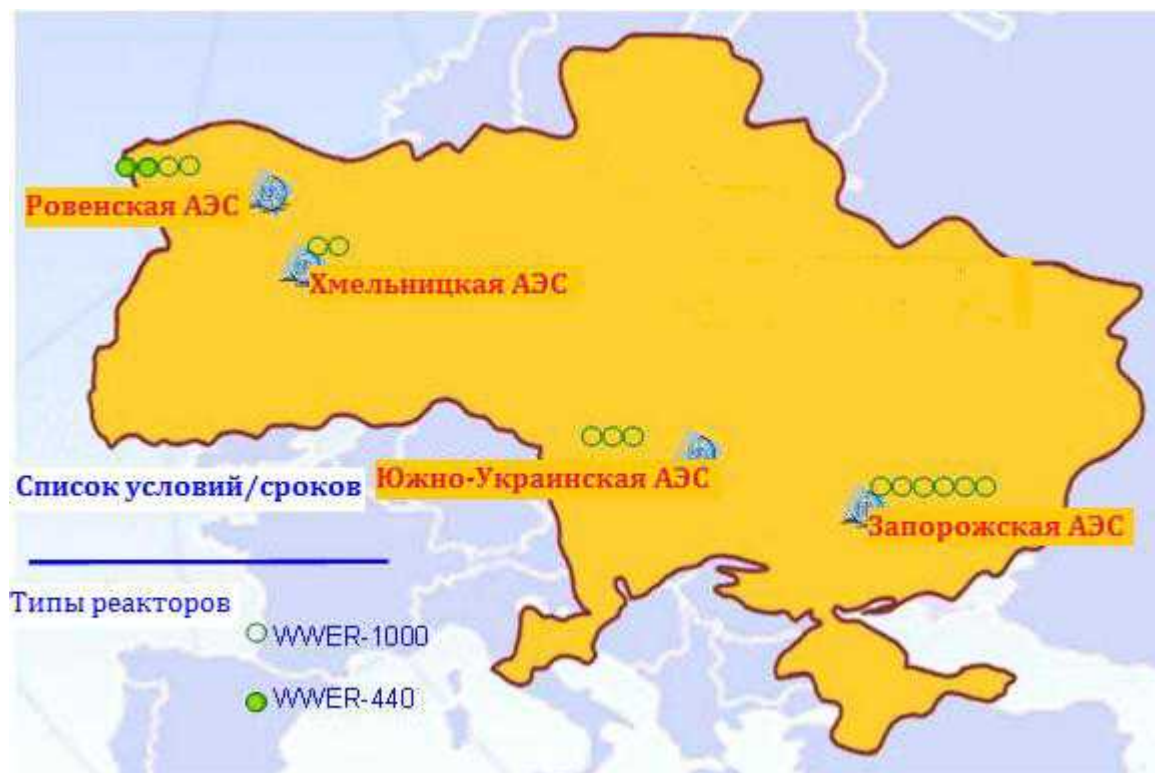 Ровенская АЭС
Хмельницкая АЭС
Южно-Украинская АЭС
Список условий/сроков
Запорожская АЭС
Типы реакторов
WWER-1000
WWER-440